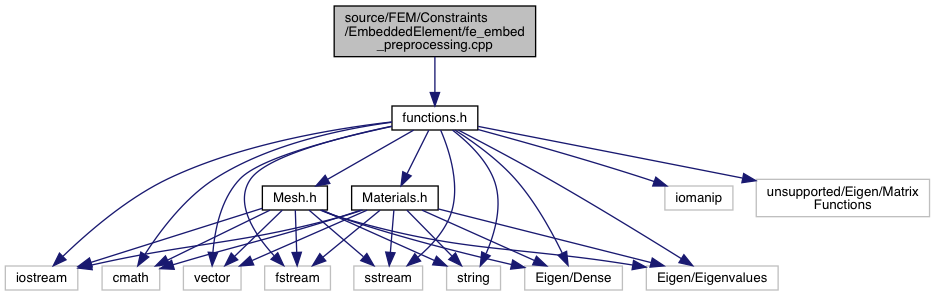 source/FEM/Constraints
/EmbeddedElement/fe_embed
_preprocessing.cpp
functions.h
Mesh.h
Materials.h
iomanip
unsupported/Eigen/Matrix
Functions
iostream
cmath
vector
fstream
sstream
string
Eigen/Dense
Eigen/Eigenvalues